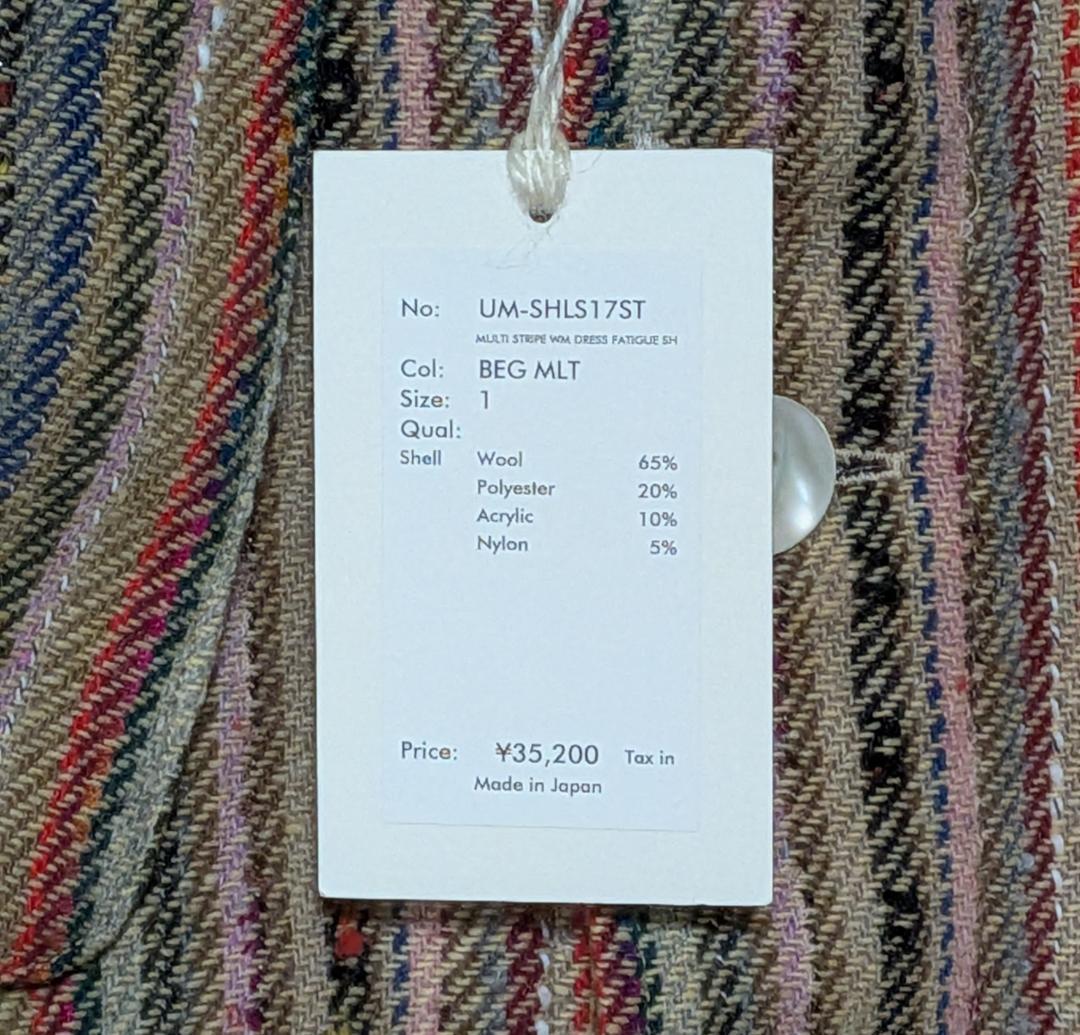 No: UM-SHLS17ST
MULTI STRIPE WM DRESS FATIGUE SH
Col: BEG MLT
Size: 1
Qual:
Shell Wool 65%
Polyester 20%
Acrylic 10%
Nylon 5%
Price: ¥35,200 Tax in
Made in Japan